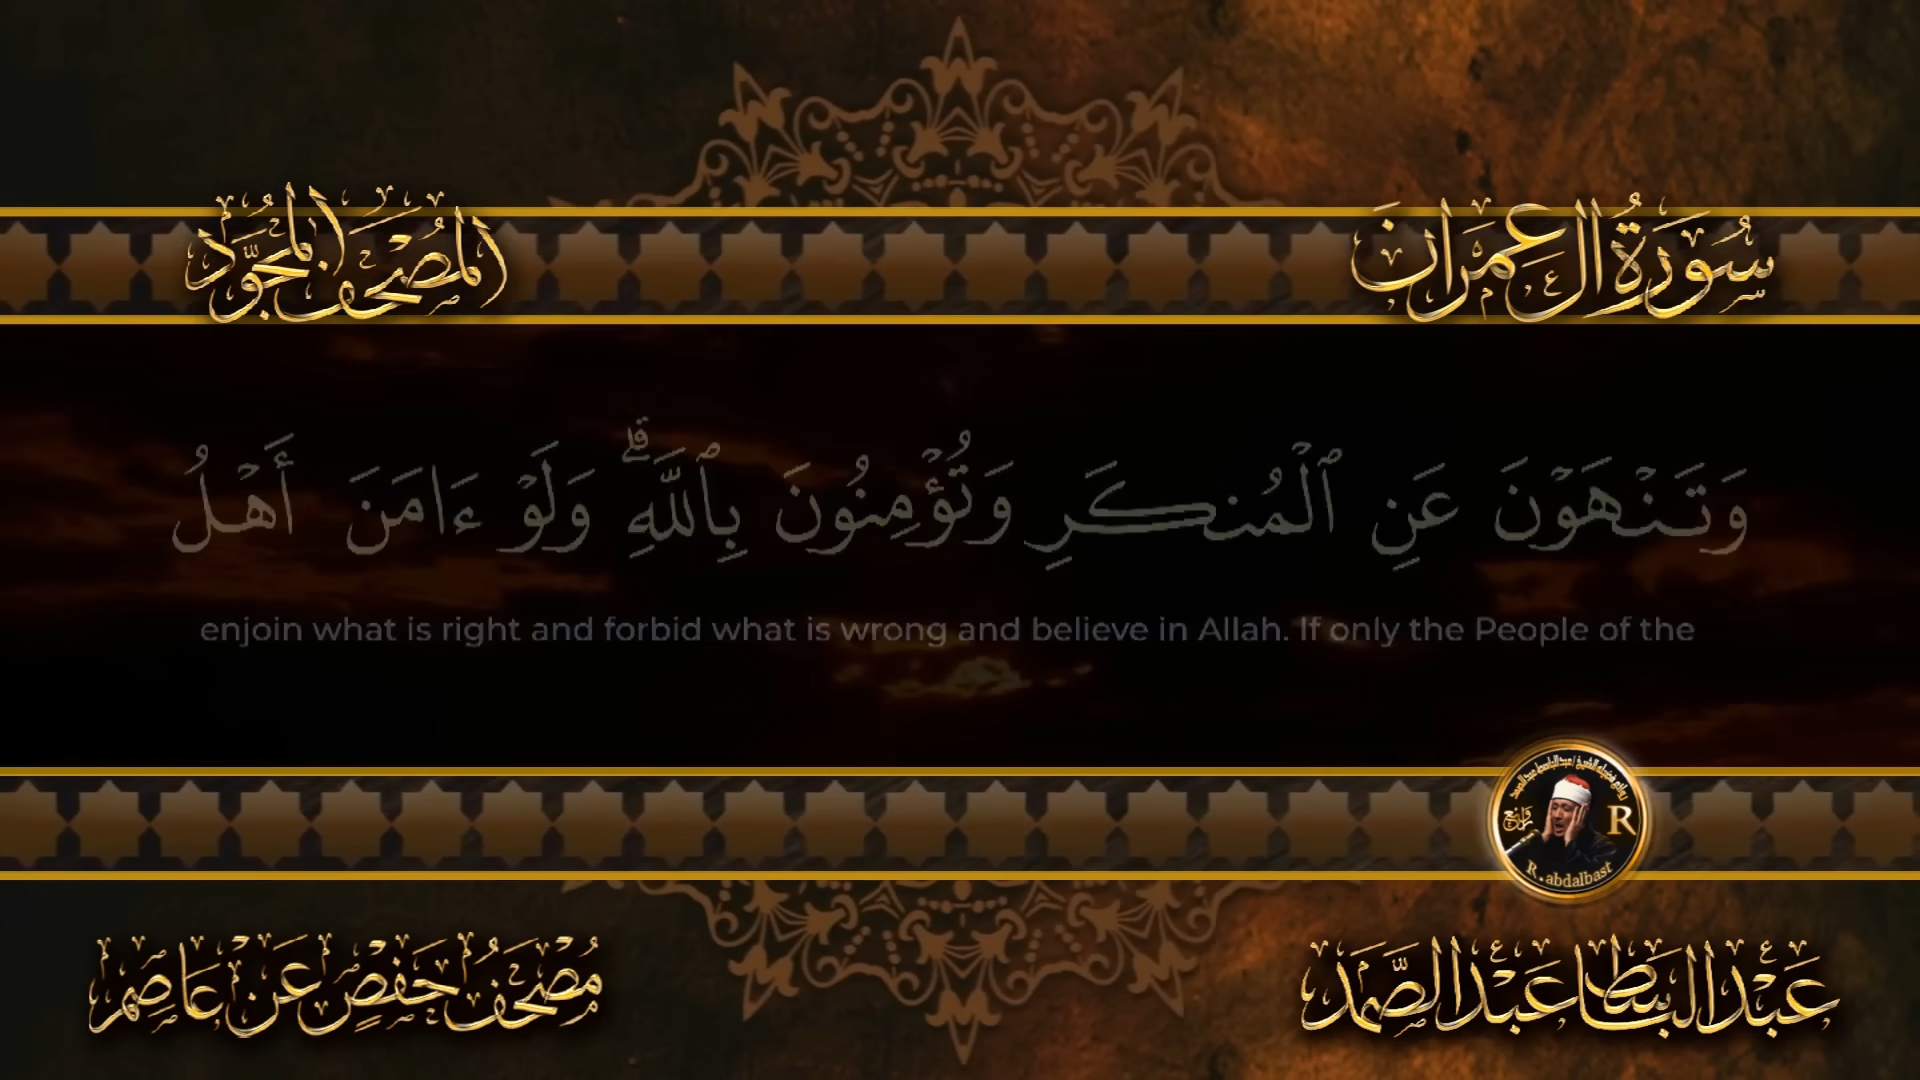 سُورَةُ آلِ عِمْرَان
المُصْحَفُ المُجَوَّد
وَتَنْهَوْنَ عَنِ ٱلْمُنكَرِ وَتُؤْمِنُونَ بِٱللَّهِ ۗ وَلَوْ ءَامَنَ أَهْلُ
enjoin what is right and forbid what is wrong and believe in Allah. If only the People of the
R
R. abdalbast
عَبْدُ البَاسِط عَبْدُ الصَّمَد
مُصْحَفُ حَفْصٍ عَنْ عَاصِم